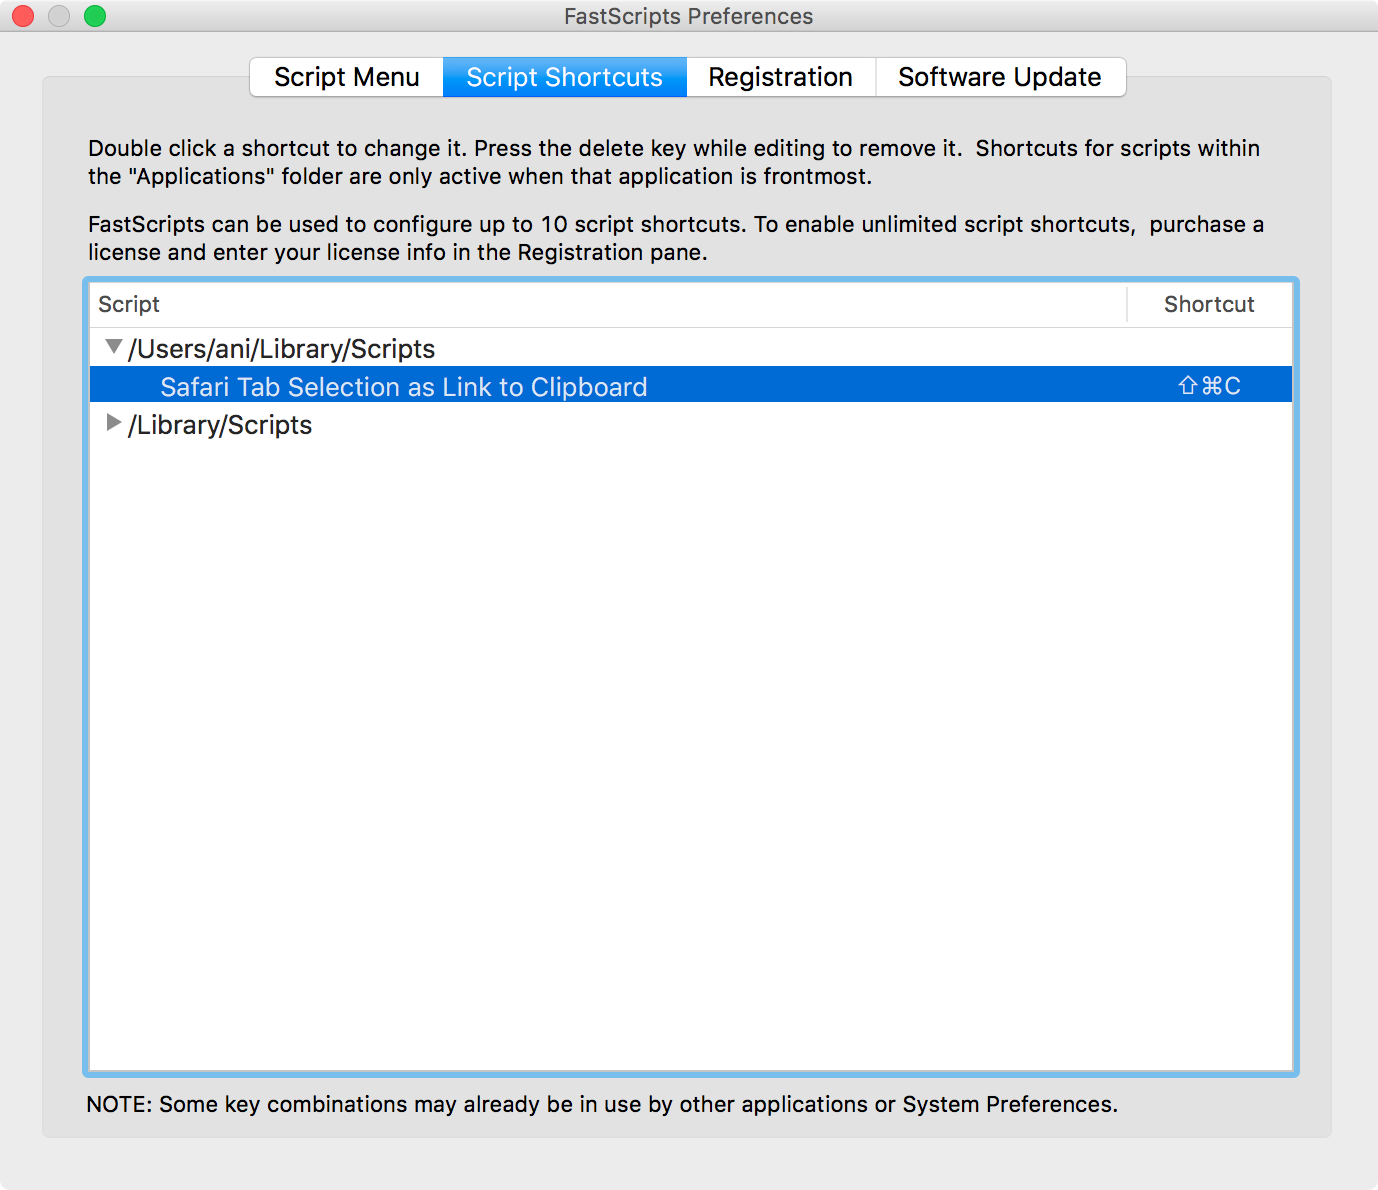 FastScripts Preferences
Script Menu Script Shortcuts Registration Software Update
Double click a shortcut to change it. Press the delete key while editing to remove it.  Shortcuts for scripts within
the "Applications" folder are only active when that application is frontmost.
FastScripts can be used to configure up to 10 script shortcuts. To enable unlimited script shortcuts,  purchase a
license and enter your license info in the Registration pane.
Script Shortcut
/Users/ani/Library/Scripts
Safari Tab Selection as Link to Clipboard ⇧⌘C
/Library/Scripts
NOTE: Some key combinations may already be in use by other applications or System Preferences.